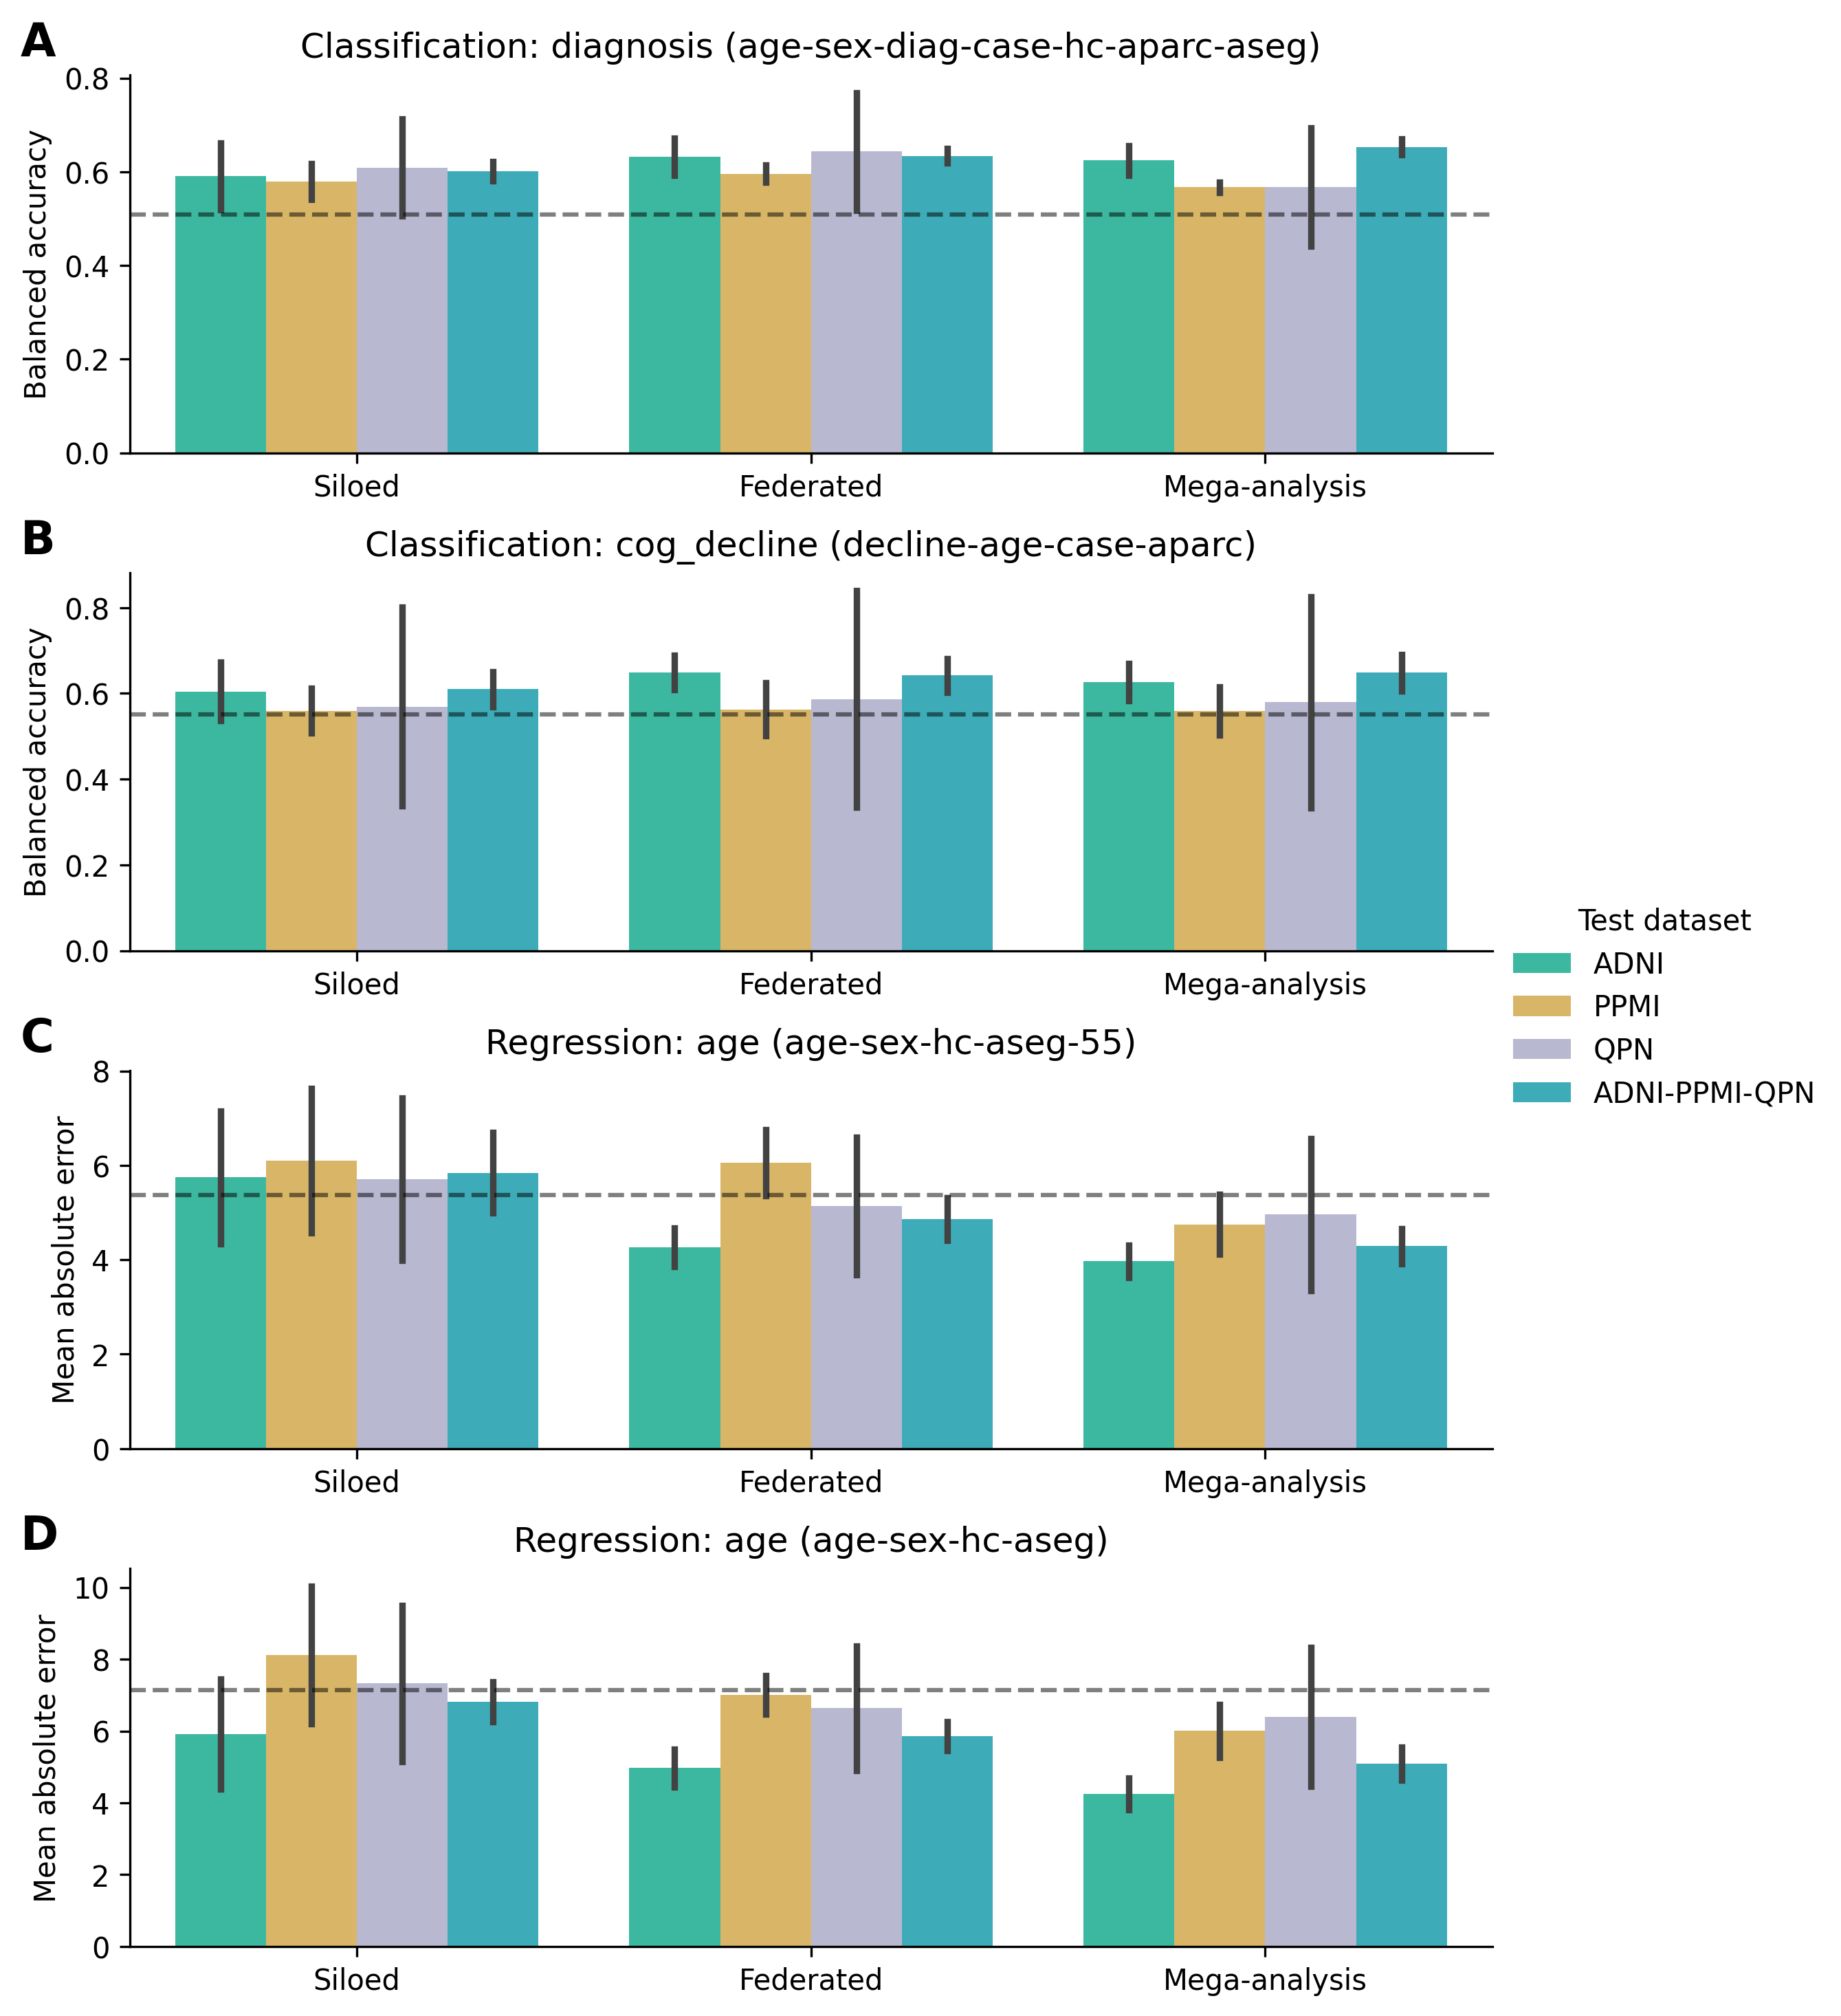 A
Classification: diagnosis (age-sex-diag-case-hc-aparc-aseg)
Balanced accuracy
0.8
0.6
0.4
0.2
0.0
Siloed Federated Mega-analysis
B
Classification: cog_decline (decline-age-case-aparc)
Balanced accuracy
0.8
0.6
0.4
0.2
0.0
Siloed Federated Mega-analysis
Test dataset
ADNI
PPMI
QPN
ADNI-PPMI-QPN
C
Regression: age (age-sex-hc-aseg-55)
Mean absolute error
8
6
4
2
0
Siloed Federated Mega-analysis
D
Regression: age (age-sex-hc-aseg)
Mean absolute error
10
8
6
4
2
0
Siloed Federated Mega-analysis